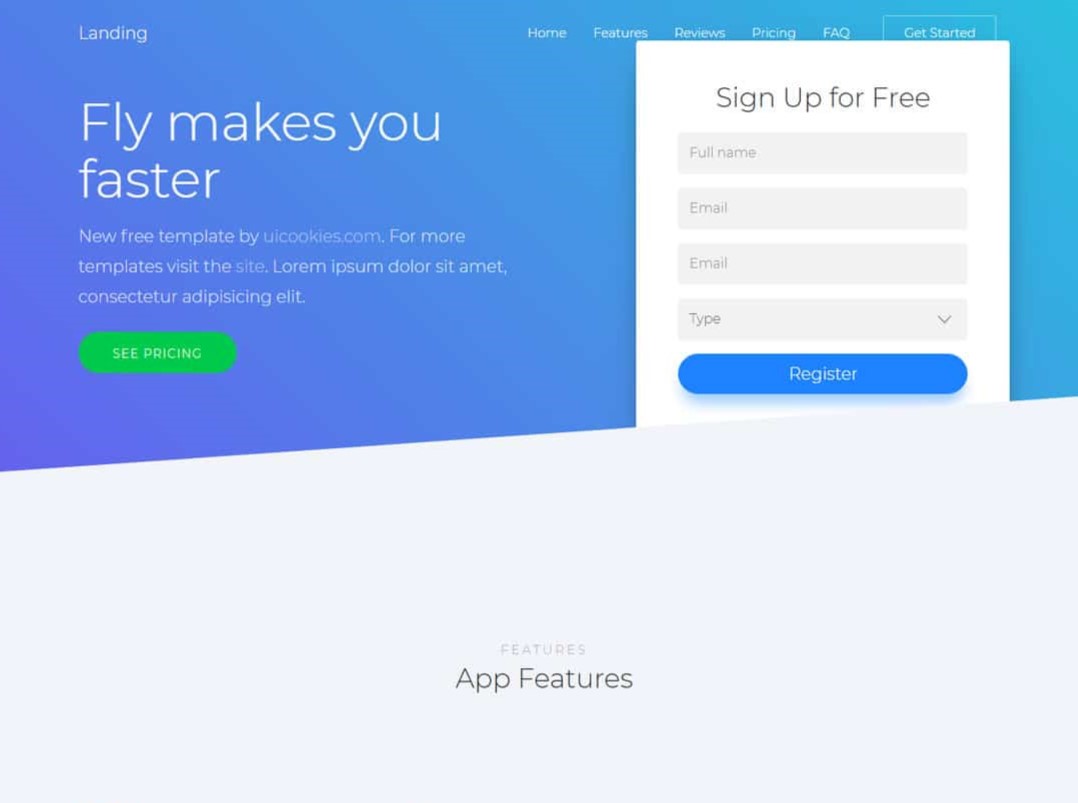 Landing
Home Features Reviews Pricing FAQ Get Started
Fly makes you
faster
New free template by uicookies.com. For more
templates visit the site. Lorem ipsum dolor sit amet,
consectetur adipisicing elit.
SEE PRICING
Sign Up for Free
Full name
Email
Email
Type
Register
FEATURES
App Features